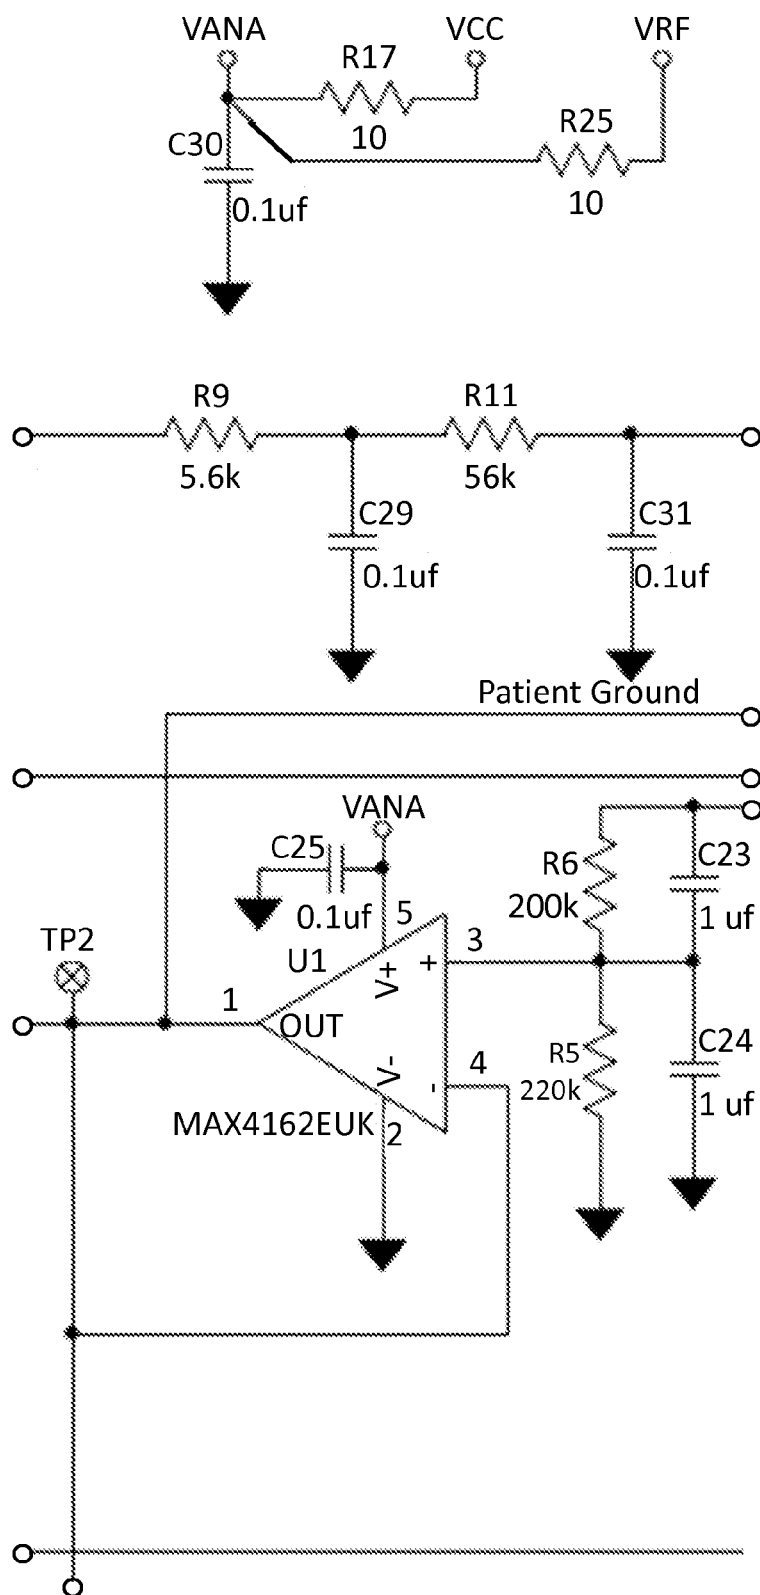 VANA
VCC
VRF
R17
10
R25
10
C30
0.1uf
R9
5.6k
R11
56k
C29
0.1uf
C31
0.1uf
Patient Ground
VANA
C25
0.1uf
5
R6
200k
C23
1 uf
TP2
U1
V+
+
3
1
OUT
V-
-
4
R5
220k
C24
1 uf
MAX4162EUK
2